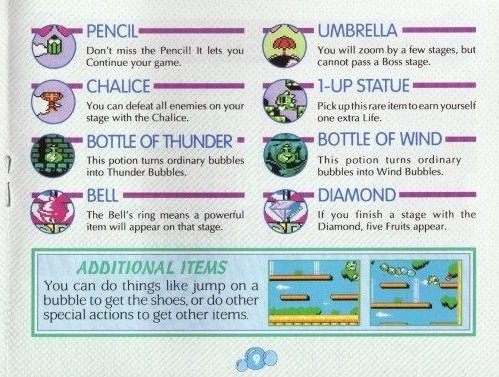 PENCIL
Don't miss the Pencil! It lets you
Continue your game.
CHALICE
You can defeat all enemies on your
stage with the Chalice.
BOTTLE OF THUNDER
This potion turns ordinary bubbles
into Thunder Bubbles.
BELL
The Bell's ring means a powerful
item will appear on that stage.
UMBRELLA
You will zoom by a few stages, but
cannot pass a Boss stage.
1-UP STATUE
Pick up this rare item to earn yourself
one extra Life.
BOTTLE OF WIND
This potion turns ordinary
bubbles into Wind Bubbles.
DIAMOND
If you finish a stage with the
Diamond, five Fruits appear.
ADDITIONAL ITEMS
You can do things like jump on a
bubble to get the shoes, or do other
special actions to get other items.
9